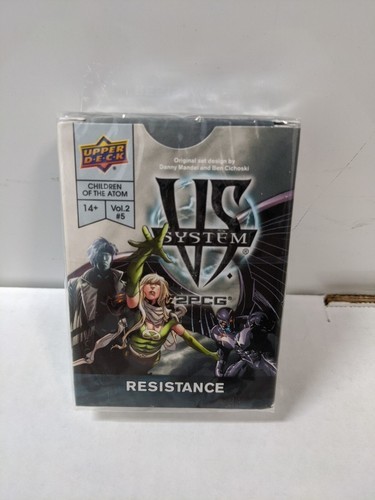 UPPER
D·E·C·K
CHILDREN
OF THE ATOM
14+
Vol.2
#5
Original set design by
Danny Mandel and Ben Cichoski
VS
SYSTEM®
2PCG®
RESISTANCE